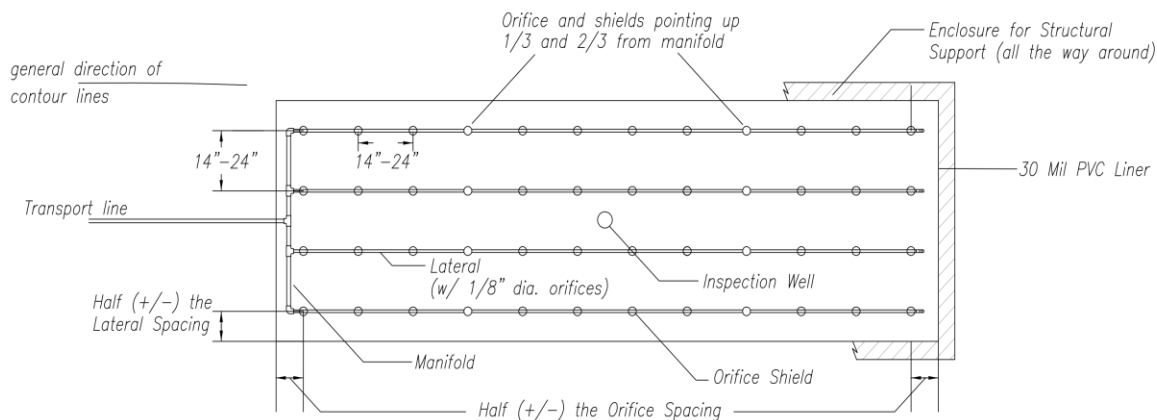 Orifice and shields pointing up
1/3 and 2/3 from manifold
Enclosure for Structural
Support (all the way around)
general direction of
contour lines
14"-24"
14"-24"
30 Mil PVC Liner
Transport line
Lateral
(w/ 1/8" dia. orifices)
Inspection Well
Half (+/-) the
Lateral Spacing
Manifold
Orifice Shield
Half (+/-) the Orifice Spacing